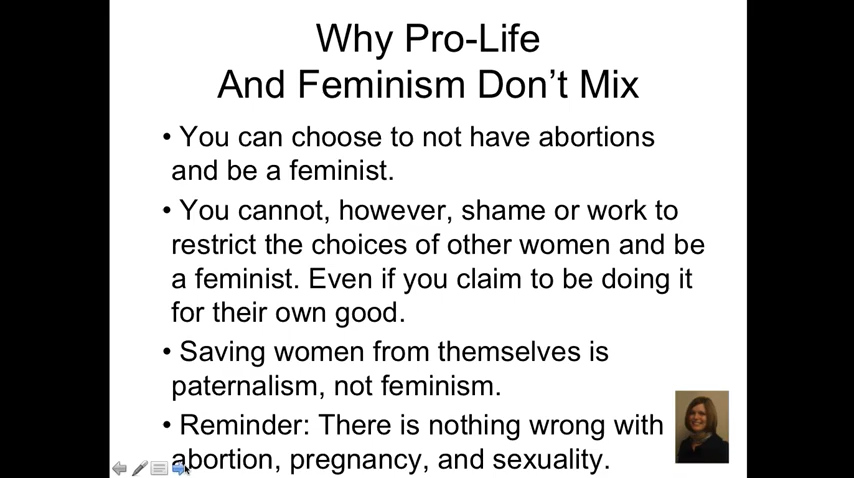 Why Pro-Life
And Feminism Don’t Mix
• You can choose to not have abortions
and be a feminist.
• You cannot, however, shame or work to
restrict the choices of other women and be
a feminist. Even if you claim to be doing it
for their own good.
• Saving women from themselves is
paternalism, not feminism.
• Reminder: There is nothing wrong with
abortion, pregnancy, and sexuality.